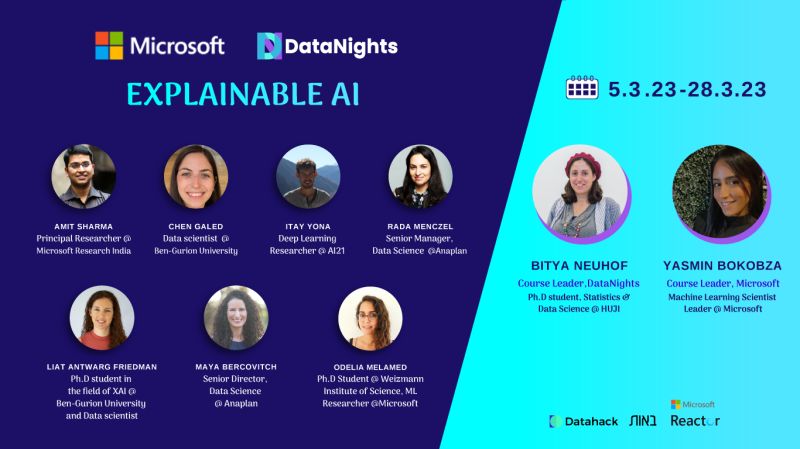 Microsoft
DataNights
EXPLAINABLE AI
5.3.23-28.3.23
AMIT SHARMA
Principal Researcher @
Microsoft Research India
CHEN GALED
Data scientist @
Ben-Gurion University
ITAY YONA
Deep Learning
Researcher @ AI21
RADA MENCZEL
Senior Manager,
Data Science @Anaplan
LIAT ANTWARG FRIEDMAN
Ph.D student in
the field of XAI @
Ben-Gurion University
and Data scientist
MAYA BERCOVITCH
Senior Director,
Data Science
@ Anaplan
ODELIA MELAMED
Ph.D Student @ Weizmann
Institute of Science, ML
Researcher @Microsoft
BITYA NEUHOF
Course Leader,DataNights
Ph.D student, Statistics &
Data Science @ HUJI
YASMIN BOKOBZA
Course Leader, Microsoft
Machine Learning Scientist
Leader @ Microsoft
Datahack
באות
Microsoft
Reactor